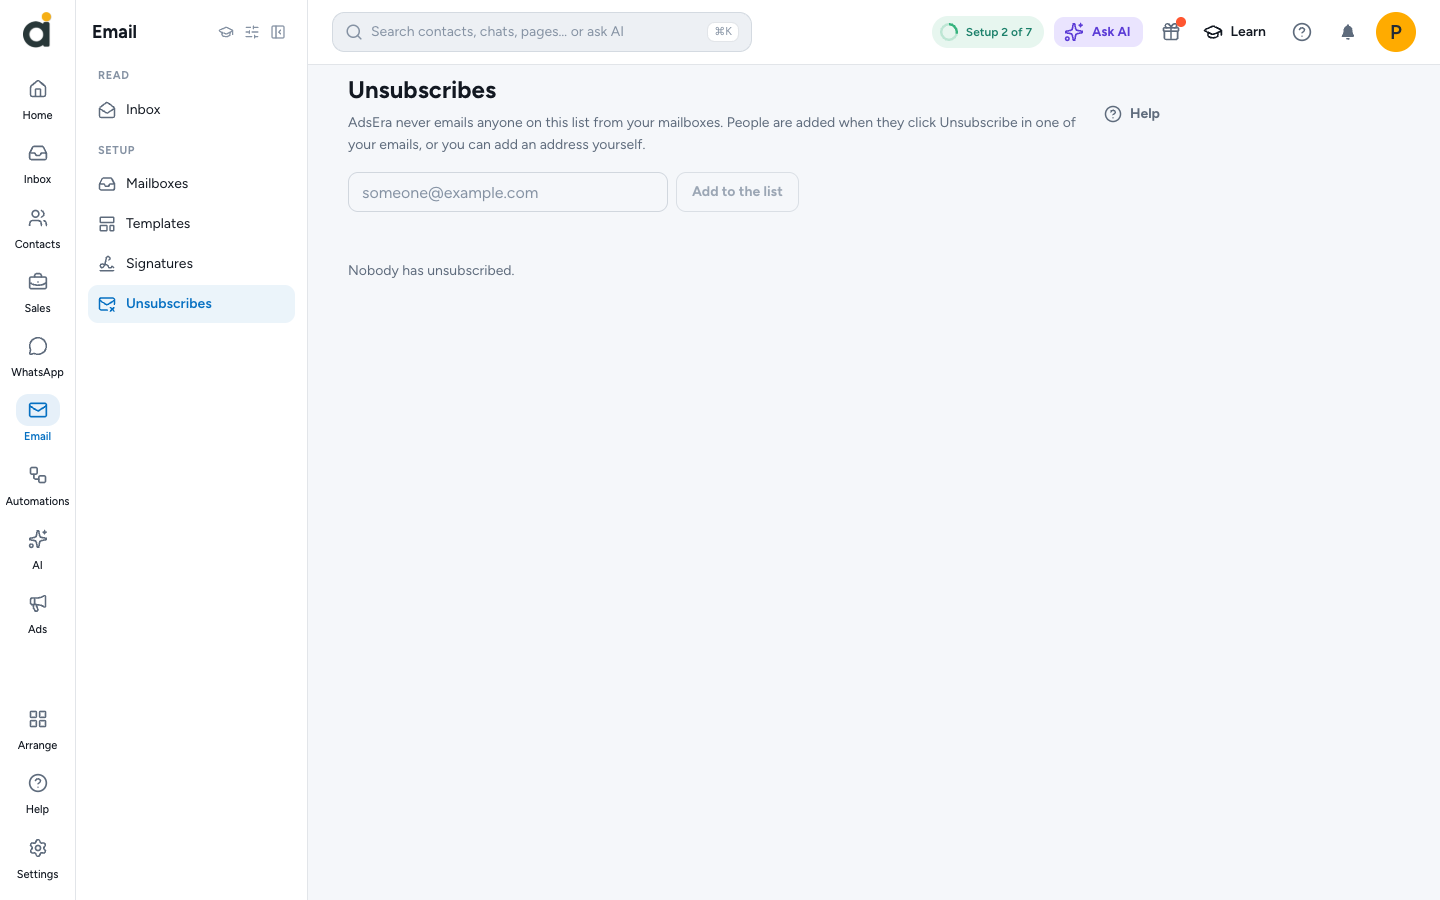 Email
Search contacts, chats, pages... or ask AI
⌘K
Setup 2 of 7
Ask AI
Learn
P
Home
Inbox
Contacts
Sales
WhatsApp
Email
Automations
AI
Ads
Arrange
Help
Settings
READ
Inbox
SETUP
Mailboxes
Templates
Signatures
Unsubscribes
Unsubscribes
AdsEra never emails anyone on this list from your mailboxes. People are added when they click Unsubscribe in one of
your emails, or you can add an address yourself.
Help
someone@example.com
Add to the list
Nobody has unsubscribed.